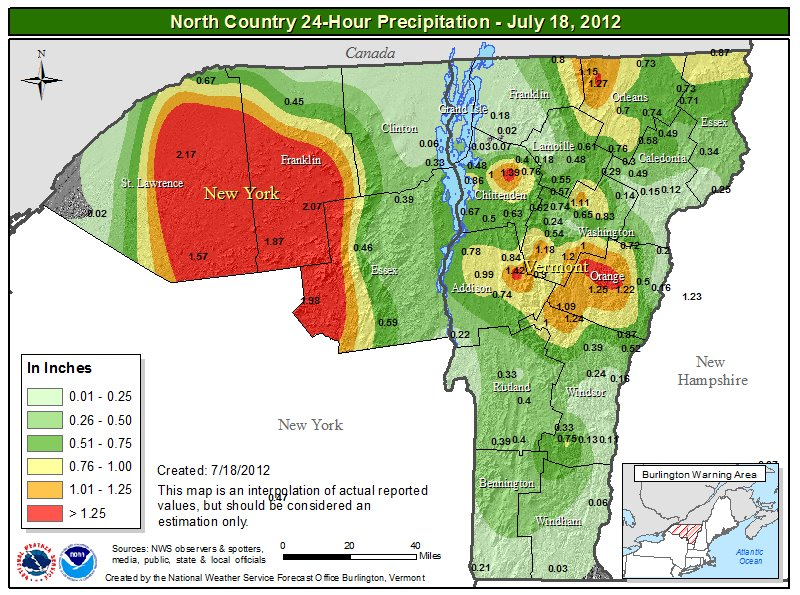 North Country 24-Hour Precipitation - July 18, 2012
N
Canada
0.87
0.8
0.73
0.67
1.15
1.27
0.45
Franklin
Orleans
0.73
0.71
Grand Isle
0.7
0.74
Essex
0.18
Clinton
0.02
0.49
0.58
0.06
0.03
0.07
Lamoille
0.61
0.76
2.17
Franklin
0.33
0.48
0.4
0.18
0.48
0.3
Caledonia
0.34
St. Lawrence
New York
0.86
1
1.39
0.76
0.55
0.29
0.49
0.57
0.14
0.15
0.12
0.25
0.39
Chittenden
1.11
0.02
2.07
0.67
0.5
0.63
0.62
0.74
0.65
0.83
0.24
0.54
Washington
1.87
0.46
0.78
1.18
1
0.72
0.2
1.57
0.84
1.2
Essex
0.99
1.42
0.9
Vermont
Orange
Addison
0.74
1.25
1.22
0.5
0.16
1.23
1.98
1.09
1.24
0.59
1
0.22
0.87
0.39
0.52
In Inches
0.01 - 0.25
0.26 - 0.50
0.51 - 0.75
0.76 - 1.00
1.01 - 1.25
> 1.25
New
Hampshire
0.33
0.24
0.16
Rutland
Windsor
0.4
New York
0.33
0.39
0.4
0.75
0.13
Created: 7/18/2012
This map is an interpolation of actual reported
values, but should be considered an
estimation only.
0.47
Bennington
0.06
Windham
Burlington Warning Area
Atlantic
Ocean
Sources: NWS observers & spotters,
media, public, state & local officials
0 20 40
Miles
Created by the National Weather Service Forecast Office Burlington, Vermont
0.21
0.03